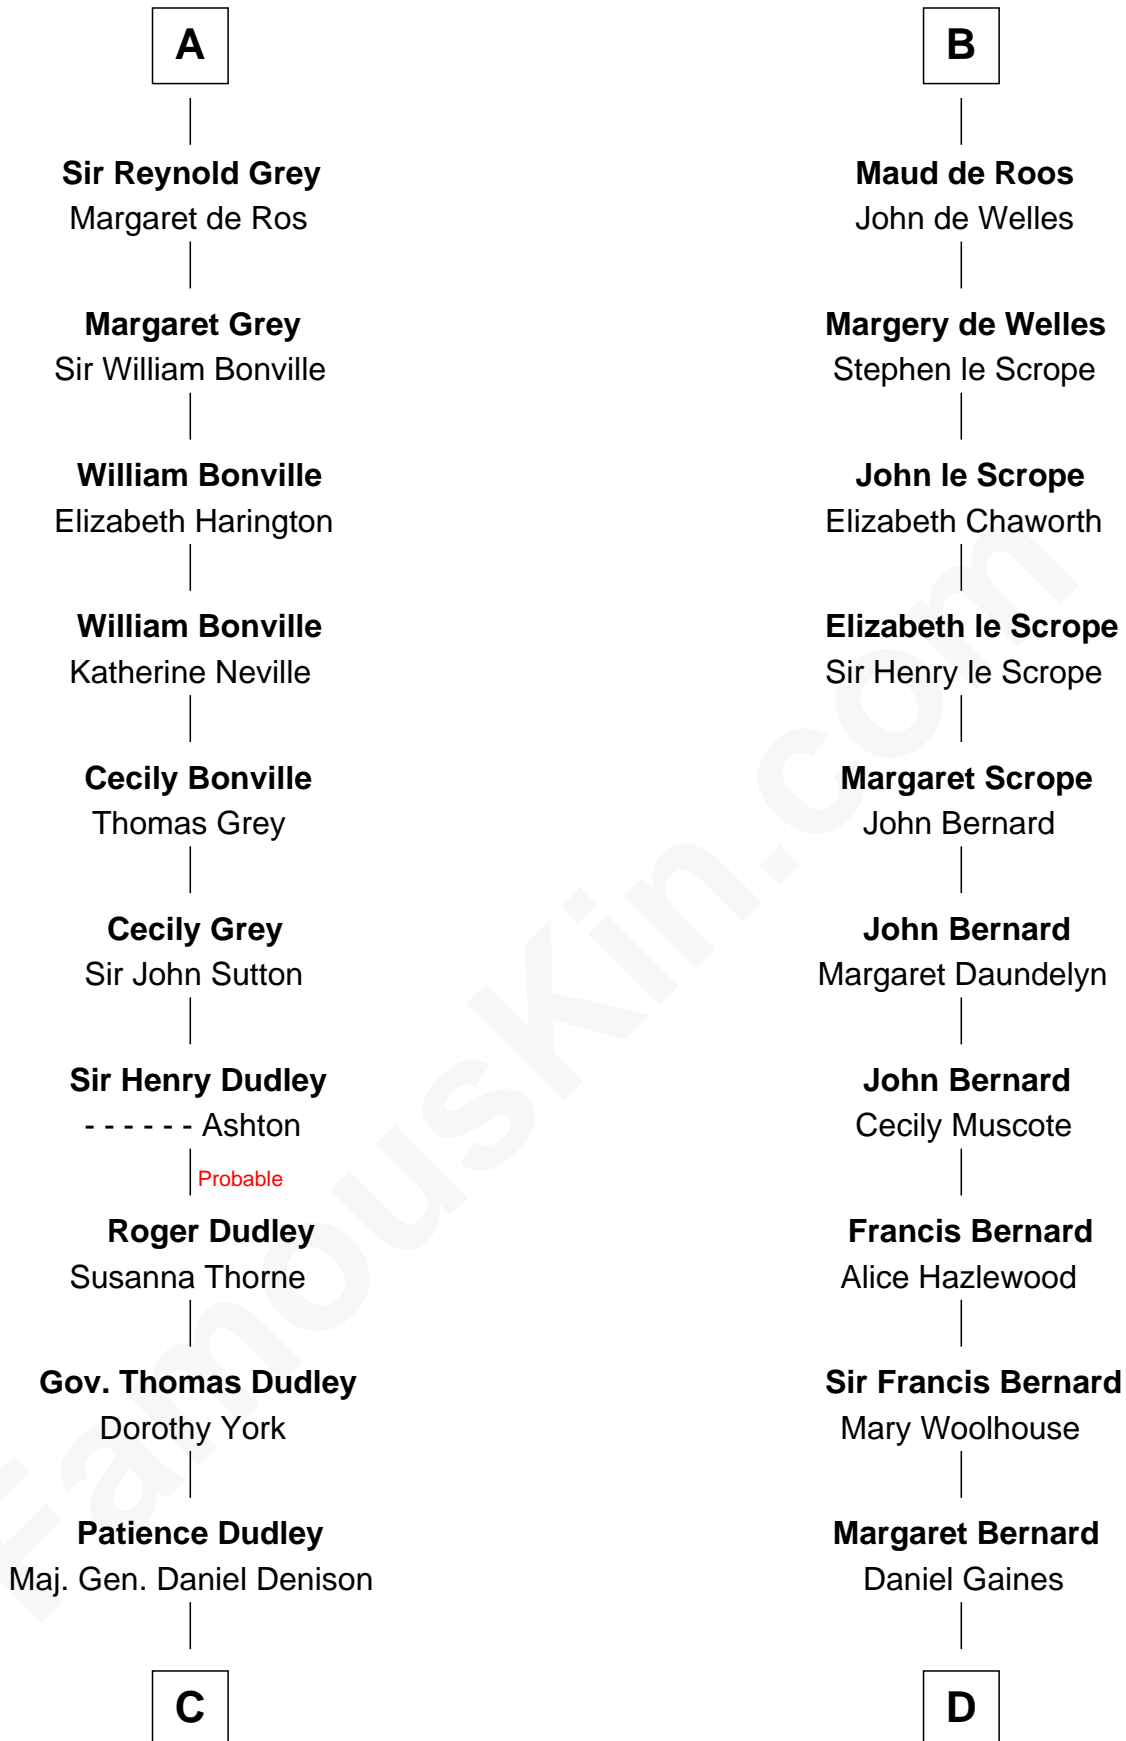 A
Sir Reynold Grey
Margaret de Ros
Margaret Grey
Sir William Bonville
William Bonville
Elizabeth Harington
William Bonville
Katherine Neville
Cecily Bonville
Thomas Grey
Cecily Grey
Sir John Sutton
Sir Henry Dudley
- - - - - - Ashton
Probable
Roger Dudley
Susanna Thorne
Gov. Thomas Dudley
Dorothy York
Patience Dudley
Maj. Gen. Daniel Denison
C
B
Maud de Roos
John de Welles
Margery de Welles
Stephen le Scrope
John le Scrope
Elizabeth Chaworth
Elizabeth le Scrope
Sir Henry le Scrope
Margaret Scrope
John Bernard
John Bernard
Margaret Daundelyn
John Bernard
Cecily Muscote
Francis Bernard
Alice Hazlewood
Sir Francis Bernard
Mary Woolhouse
Margaret Bernard
Daniel Gaines
D
FamousKin.com